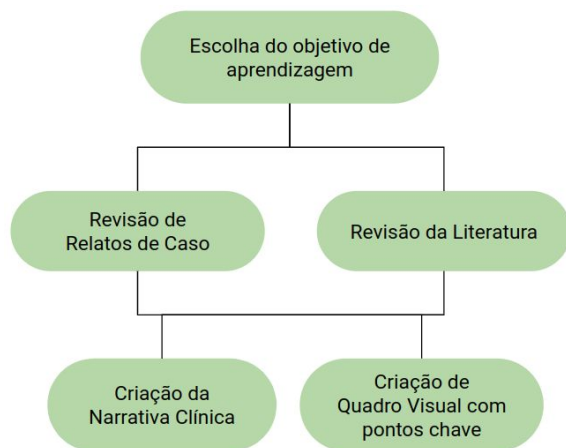 Escolha do objetivo de
aprendizagem
Revisão de
Relatos de Caso
Revisão da Literatura
Criação da
Narrativa Clínica
Criação de
Quadro Visual com
pontos chave